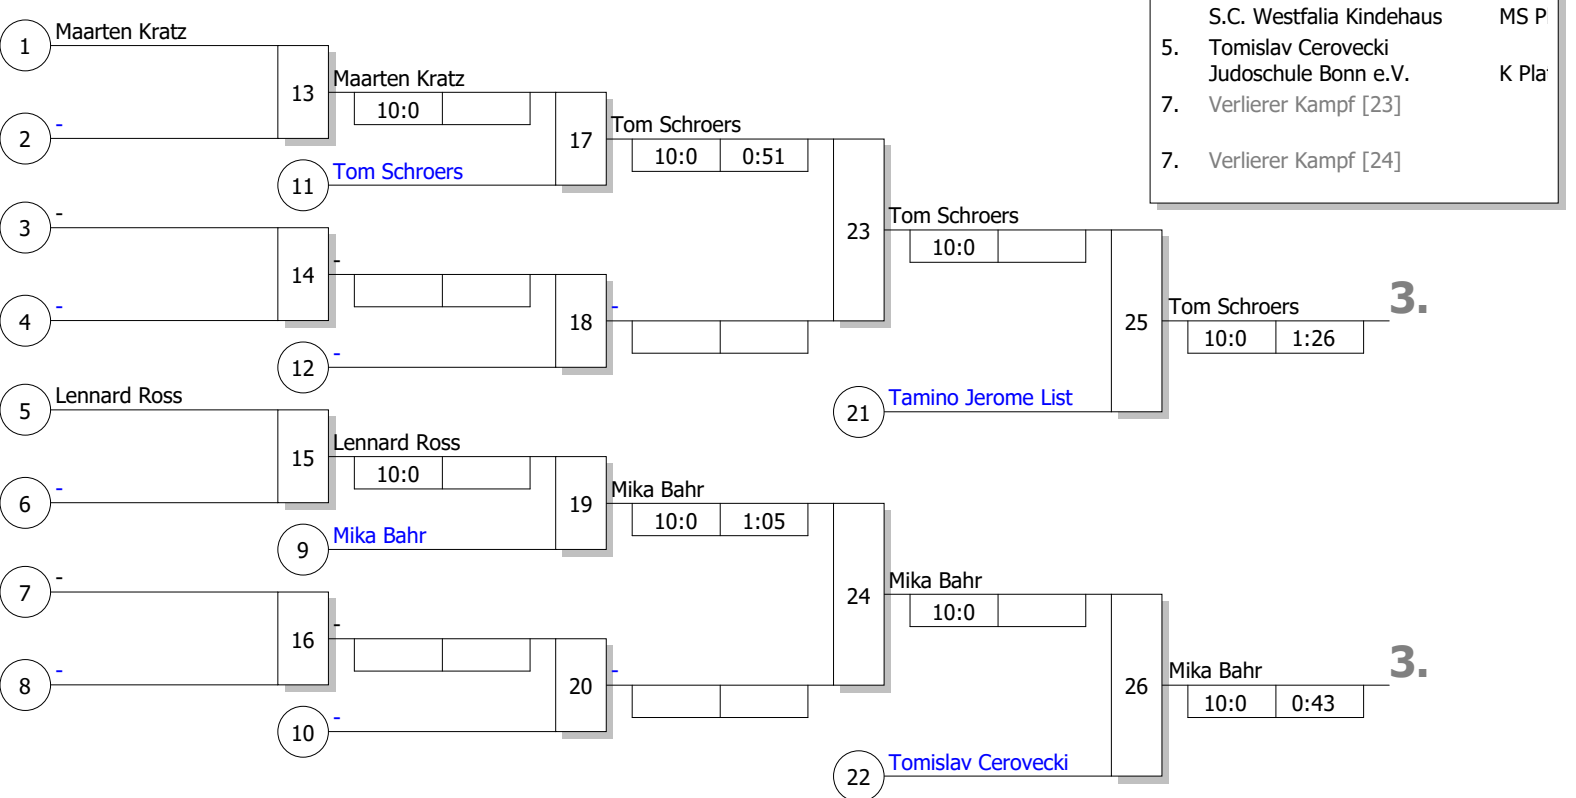 S.C. Westfalia Kindehaus MS P
5. Tomislav Cerovecki
Judoschule Bonn e.V. K Pla
7. Verlierer Kampf [23]
7. Verlierer Kampf [24]
1 Maarten Kratz
13 Maarten Kratz
10:0
2 -
17 Tom Schroers
10:0 0:51
11 Tom Schroers
3 -
23 Tom Schroers
10:0
14 -
4 -
18 -
12 -
25 Tom Schroers 3.
10:0 1:26
5 Lennard Ross
21 Tamino Jerome List
15 Lennard Ross
10:0
6 -
19 Mika Bahr
10:0 1:05
9 Mika Bahr
7 -
24 Mika Bahr
10:0
16 -
8 -
20 -
10 -
26 Mika Bahr 3.
10:0 0:43
22 Tomislav Cerovecki